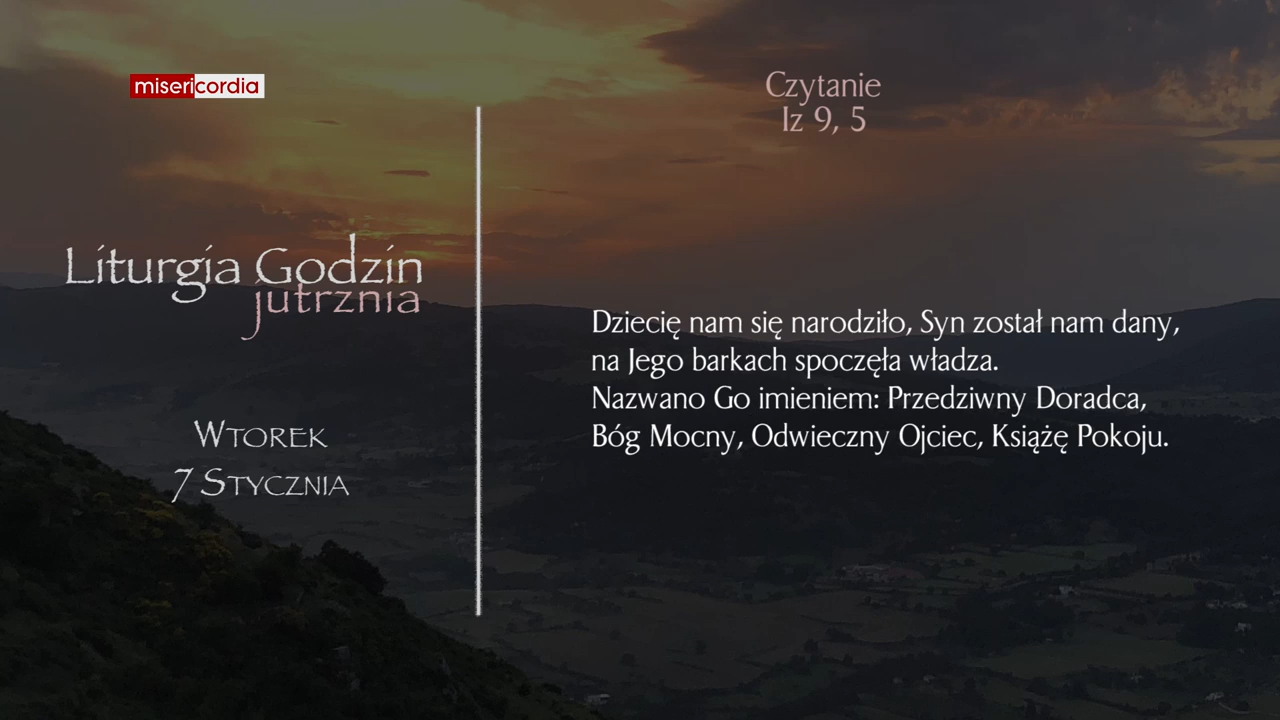 misericordia
Liturgia Godzin
jutrznia
Wtorek
7 Stycznia
Czytanie
Iz 9, 5
Dziecię nam się narodziło, Syn został nam dany,
na Jego barkach spoczęła władza.
Nazwano Go imieniem: Przedziwny Doradca,
Bóg Mocny, Odwieczny Ojciec, Książę Pokoju.